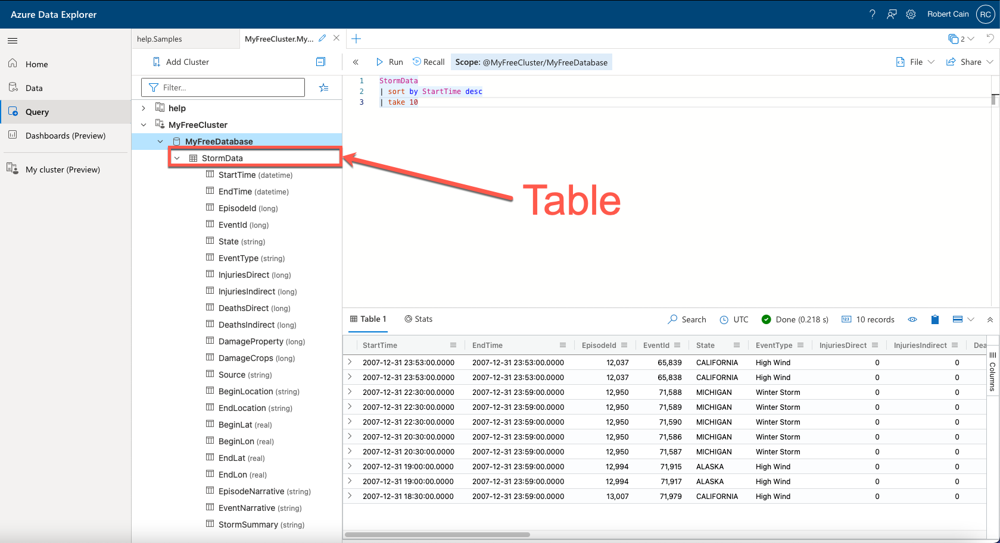 Azure Data Explorer
? Robert Cain RC
help.Samples
MyFreeCluster.My...
2
Home
Data
Query
Dashboards (Preview)
My cluster (Preview)
Add Cluster
Filter...
help
MyFreeCluster
MyFreeDatabase
StormData
StartTime (datetime)
EndTime (datetime)
EpisodeId (long)
EventId (long)
State (string)
EventType (string)
InjuriesDirect (long)
InjuriesIndirect (long)
DeathsDirect (long)
DeathsIndirect (long)
DamageProperty (long)
DamageCrops (long)
Source (string)
BeginLocation (string)
EndLocation (string)
BeginLat (real)
BeginLon (real)
EndLat (real)
EndLon (real)
EpisodeNarrative (string)
EventNarrative (string)
StormSummary (string)
Run Recall Scope: @MyFreeCluster/MyFreeDatabase File Share
1 StormData
2 | sort by StartTime desc
3 | take 10
Table
Table 1 Stats Search UTC Done (0.218 s) 123 10 records
StartTime EndTime EpisodeId EventId State EventType InjuriesDirect InjuriesIndirect Dea
2007-12-31 23:53:00.0000 2007-12-31 23:53:00.0000 12,037 65,839 CALIFORNIA High Wind 0 0
2007-12-31 23:53:00.0000 2007-12-31 23:53:00.0000 12,037 65,838 CALIFORNIA High Wind 0 0
2007-12-31 22:30:00.0000 2007-12-31 23:59:00.0000 12,950 71,588 MICHIGAN Winter Storm 0 0
2007-12-31 22:30:00.0000 2007-12-31 23:59:00.0000 12,950 71,589 MICHIGAN Winter Storm 0 0
2007-12-31 22:30:00.0000 2007-12-31 23:59:00.0000 12,950 71,590 MICHIGAN Winter Storm 0 0
2007-12-31 20:30:00.0000 2007-12-31 23:59:00.0000 12,950 71,586 MICHIGAN Winter Storm 0 0
2007-12-31 20:30:00.0000 2007-12-31 23:59:00.0000 12,950 71,587 MICHIGAN Winter Storm 0 0
2007-12-31 19:00:00.0000 2007-12-31 23:59:00.0000 12,994 71,915 ALASKA High Wind 0 0
2007-12-31 19:00:00.0000 2007-12-31 23:59:00.0000 12,994 71,917 ALASKA High Wind 0 0
2007-12-31 18:30:00.0000 2007-12-31 23:59:00.0000 13,007 71,979 CALIFORNIA High Wind 0 0
Columns